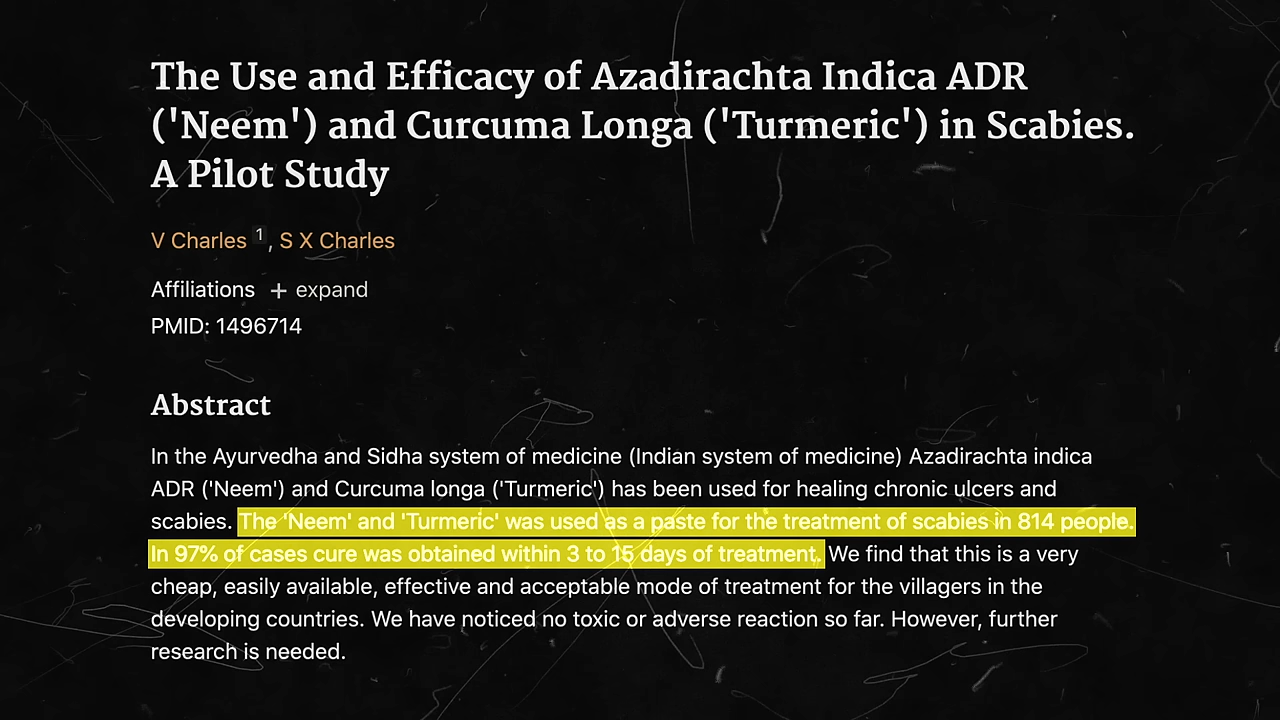 The Use and Efficacy of Azadirachta Indica ADR
('Neem') and Curcuma Longa ('Turmeric') in Scabies.
A Pilot Study
V Charles 1, S X Charles
Affiliations + expand
PMID: 1496714
Abstract
In the Ayurvedha and Sidha system of medicine (Indian system of medicine) Azadirachta indica
ADR ('Neem') and Curcuma longa ('Turmeric') has been used for healing chronic ulcers and
scabies. The 'Neem' and 'Turmeric' was used as a paste for the treatment of scabies in 814 people.
In 97% of cases cure was obtained within 3 to 15 days of treatment. We find that this is a very
cheap, easily available, effective and acceptable mode of treatment for the villagers in the
developing countries. We have noticed no toxic or adverse reaction so far. However, further
research is needed.